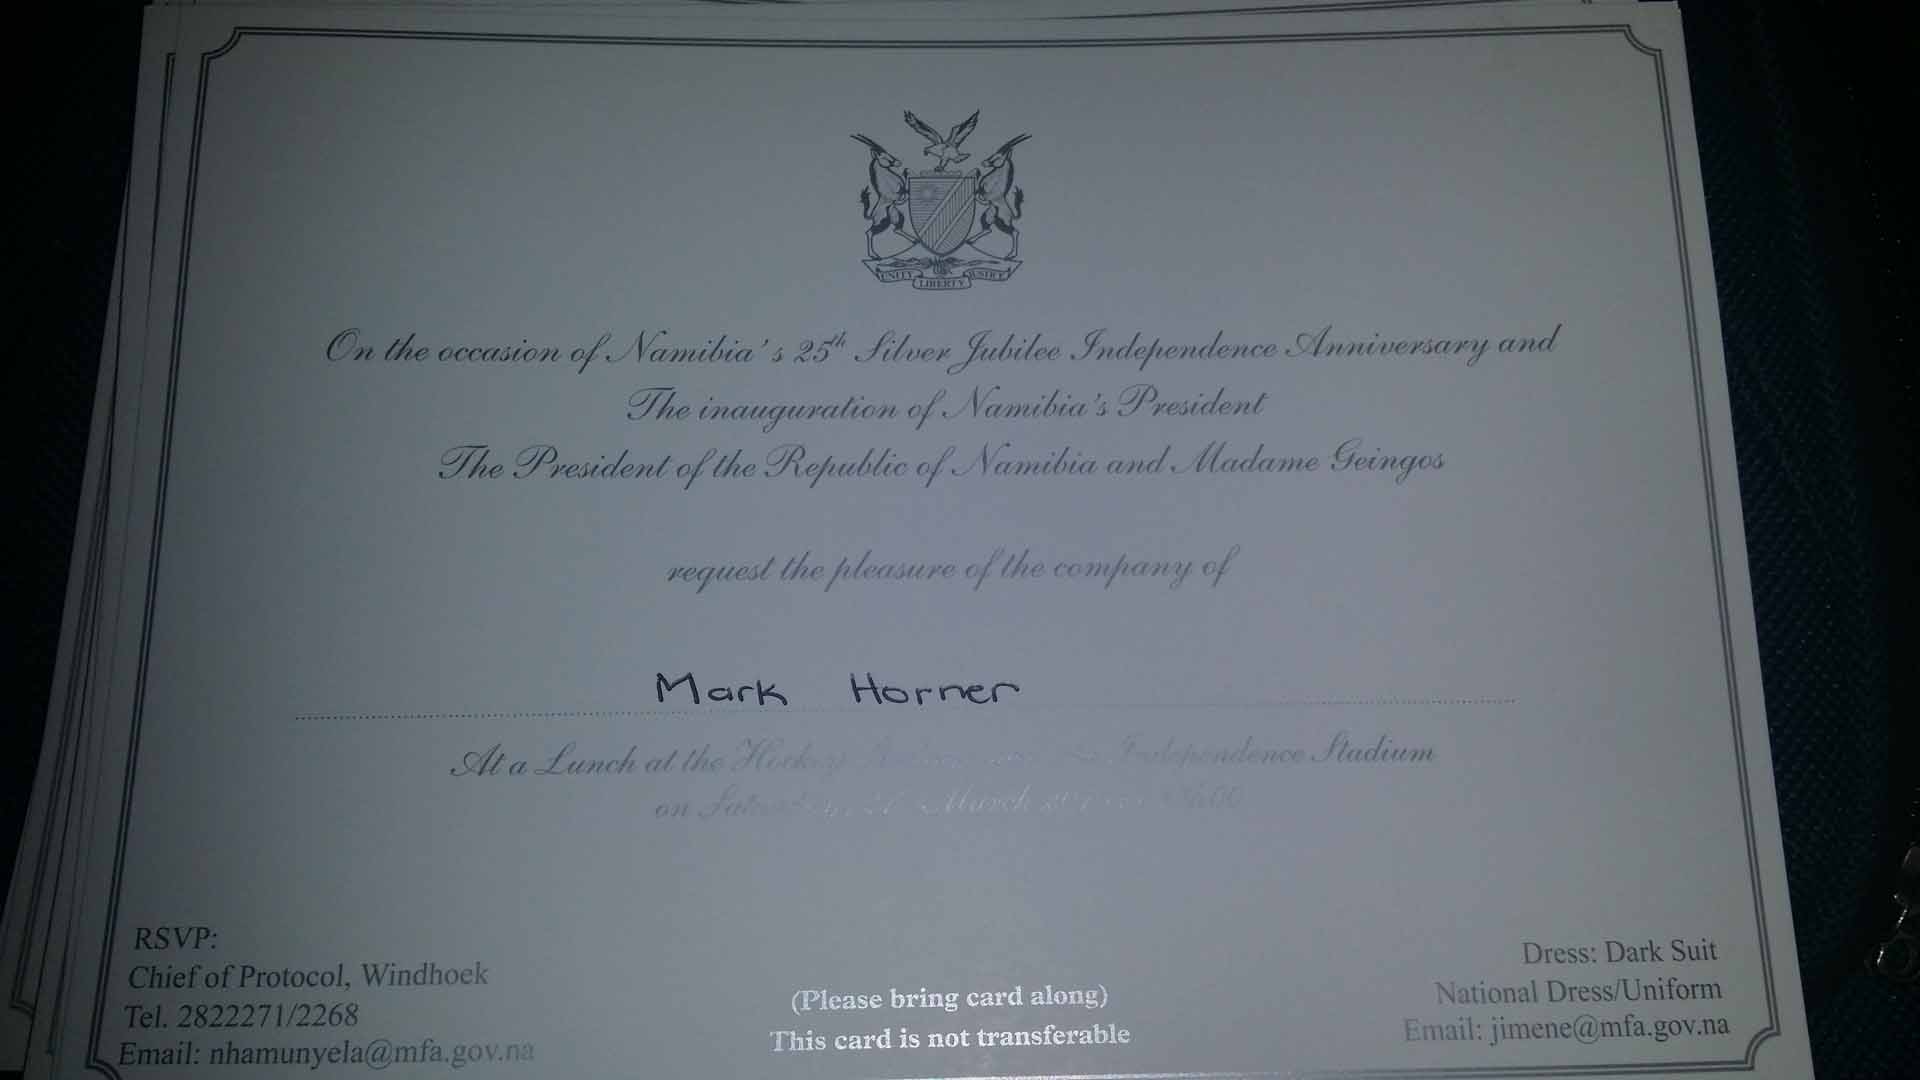 UNITY LIBERTY JUSTICE
On the occasion of Namibia's 25th Silver Jubilee Independence Anniversary and
The inauguration of Namibia's President
The President of the Republic of Namibia and Madame Geingos
request the pleasure of the company of
Mark Horner
At a Lunch at the Hockey Independence Stadium
on March
RSVP:
Chief of Protocol, Windhoek
Tel. 2822271/2268
Email: nhamunyela@mfa.gov.na
(Please bring card along)
This card is not transferable
Dress: Dark Suit
National Dress/Uniform
Email: jimene@mfa.gov.na